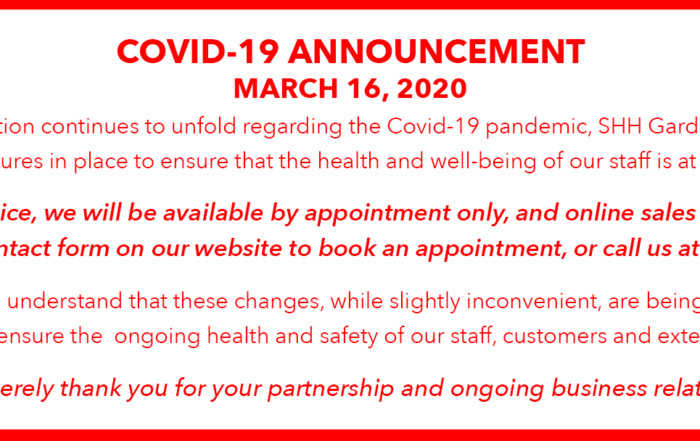 COVID-19 ANNOUNCEMENT
MARCH 16, 2020
tion continues to unfold regarding the Covid-19 pandemic, SHH Gard
ures in place to ensure that the health and well-being of our staff is at
ice, we will be available by appointment only, and online sales
ntact form on our website to book an appointment, or call us at
understand that these changes, while slightly inconvenient, are being
ensure the  ongoing health and safety of our staff, customers and exte
erely thank you for your partnership and ongoing business relat